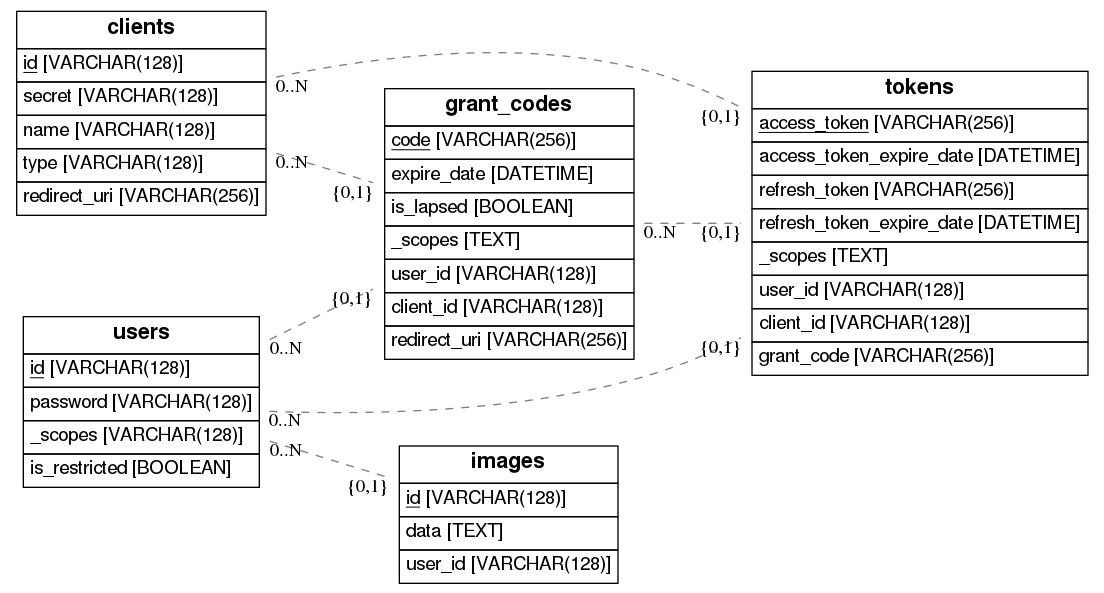 clients
id [VARCHAR(128)]
secret [VARCHAR(128)]
name [VARCHAR(128)]
type [VARCHAR(128)]
redirect_uri [VARCHAR(256)]
0..N
{0,1}
0..N
{0,1}
grant_codes
code [VARCHAR(256)]
expire_date [DATETIME]
is_lapsed [BOOLEAN]
_scopes [TEXT]
user_id [VARCHAR(128)]
client_id [VARCHAR(128)]
redirect_uri [VARCHAR(256)]
0..N
{0,1}
tokens
access_token [VARCHAR(256)]
access_token_expire_date [DATETIME]
refresh_token [VARCHAR(256)]
refresh_token_expire_date [DATETIME]
_scopes [TEXT]
user_id [VARCHAR(128)]
client_id [VARCHAR(128)]
grant_code [VARCHAR(256)]
users
id [VARCHAR(128)]
password [VARCHAR(128)]
_scopes [VARCHAR(128)]
is_restricted [BOOLEAN]
0..N
{0,1}
0..N
{0,1}
0..N
{0,1}
images
id [VARCHAR(128)]
data [TEXT]
user_id [VARCHAR(128)]